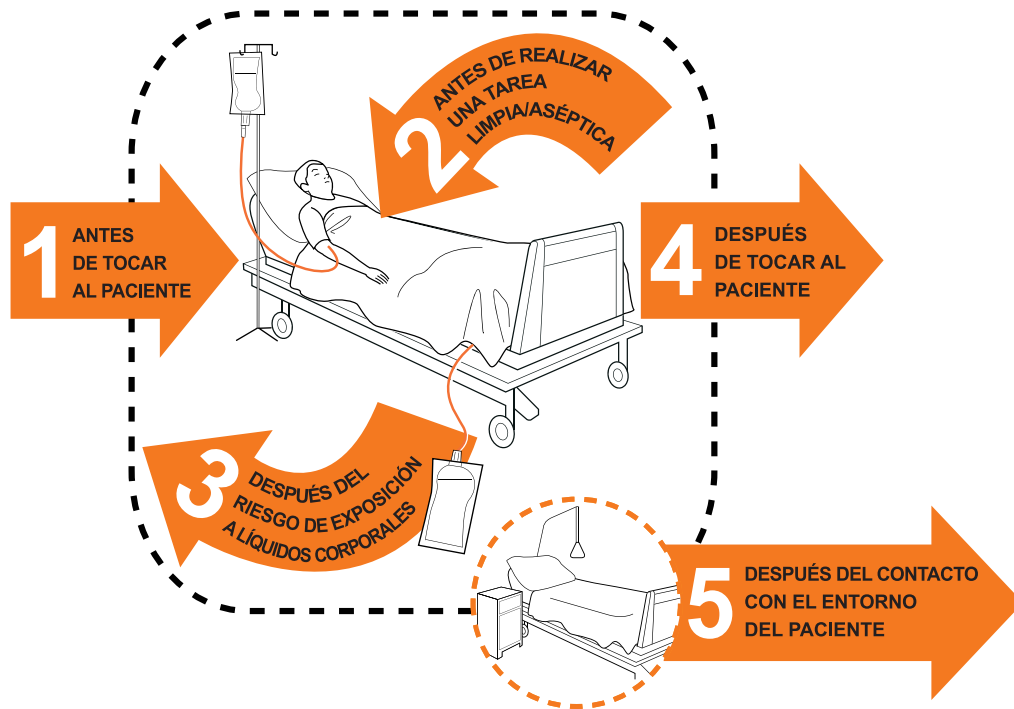 1
ANTES
DE TOCAR
AL PACIENTE
2
ANTES DE REALIZAR
UNA TAREA
LIMPIA/ASÉPTICA
3
DESPUÉS DEL
RIESGO DE EXPOSICIÓN
A LÍQUIDOS CORPORALES
4
DESPUÉS
DE TOCAR AL
PACIENTE
5
DESPUÉS DEL CONTACTO
CON EL ENTORNO
DEL PACIENTE